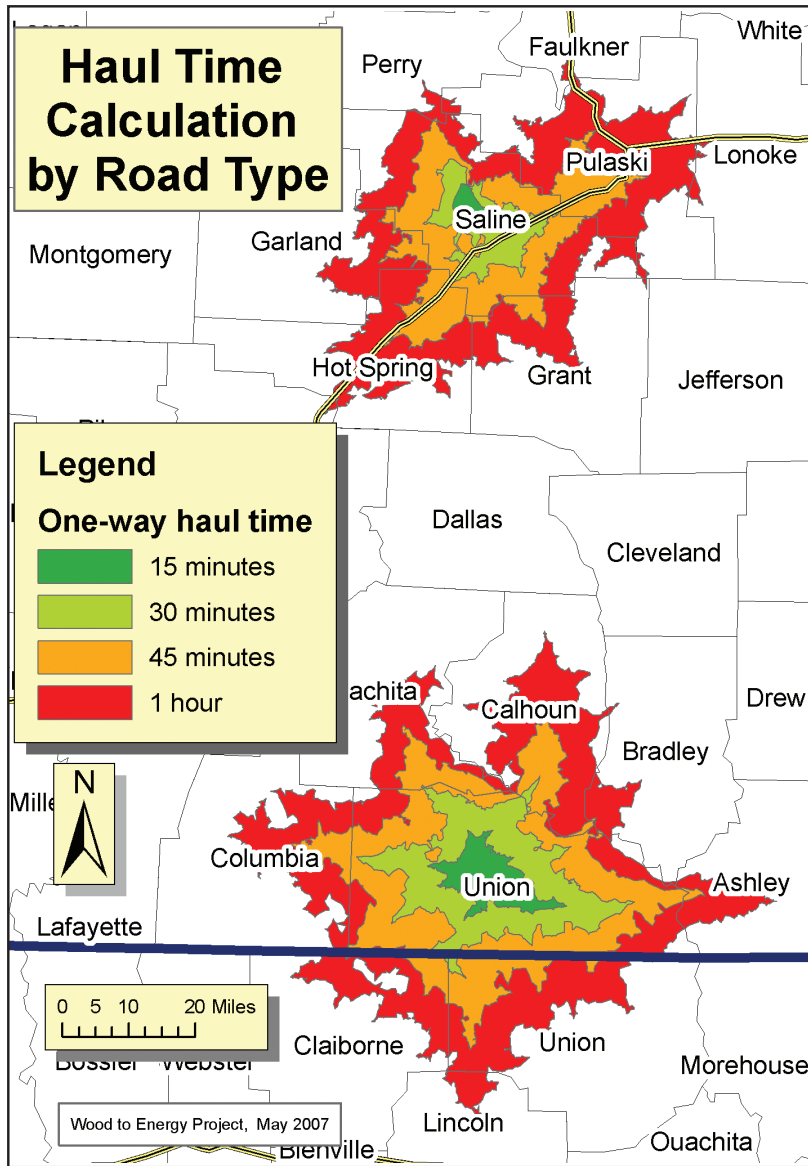 Haul Time
Calculation
by Road Type
White
Faulkner
Perry
Pulaski
Lonoke
Saline
Garland
Montgomery
Hot Spring
Grant
Jefferson
Legend
One-way haul time
15 minutes
30 minutes
45 minutes
1 hour
Dallas
Cleveland
achita
Calhoun
Drew
Bradley
N
Mille
Columbia
Union
Ashley
Lafayette
0 5 10 20 Miles
Claiborne
Union
Bossier Webster
Morehouse
Wood to Energy Project, May 2007
Lincoln
Ouachita
Bienville